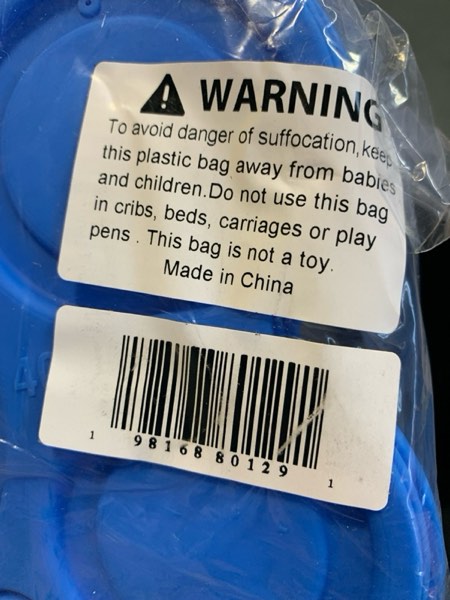 WARNING
To avoid danger of suffocation, keep
this plastic bag away from babies
and children.Do not use this bag
in cribs, beds, carriages or play
pens . This bag is not a toy.
Made in China
1 98168 80129 1